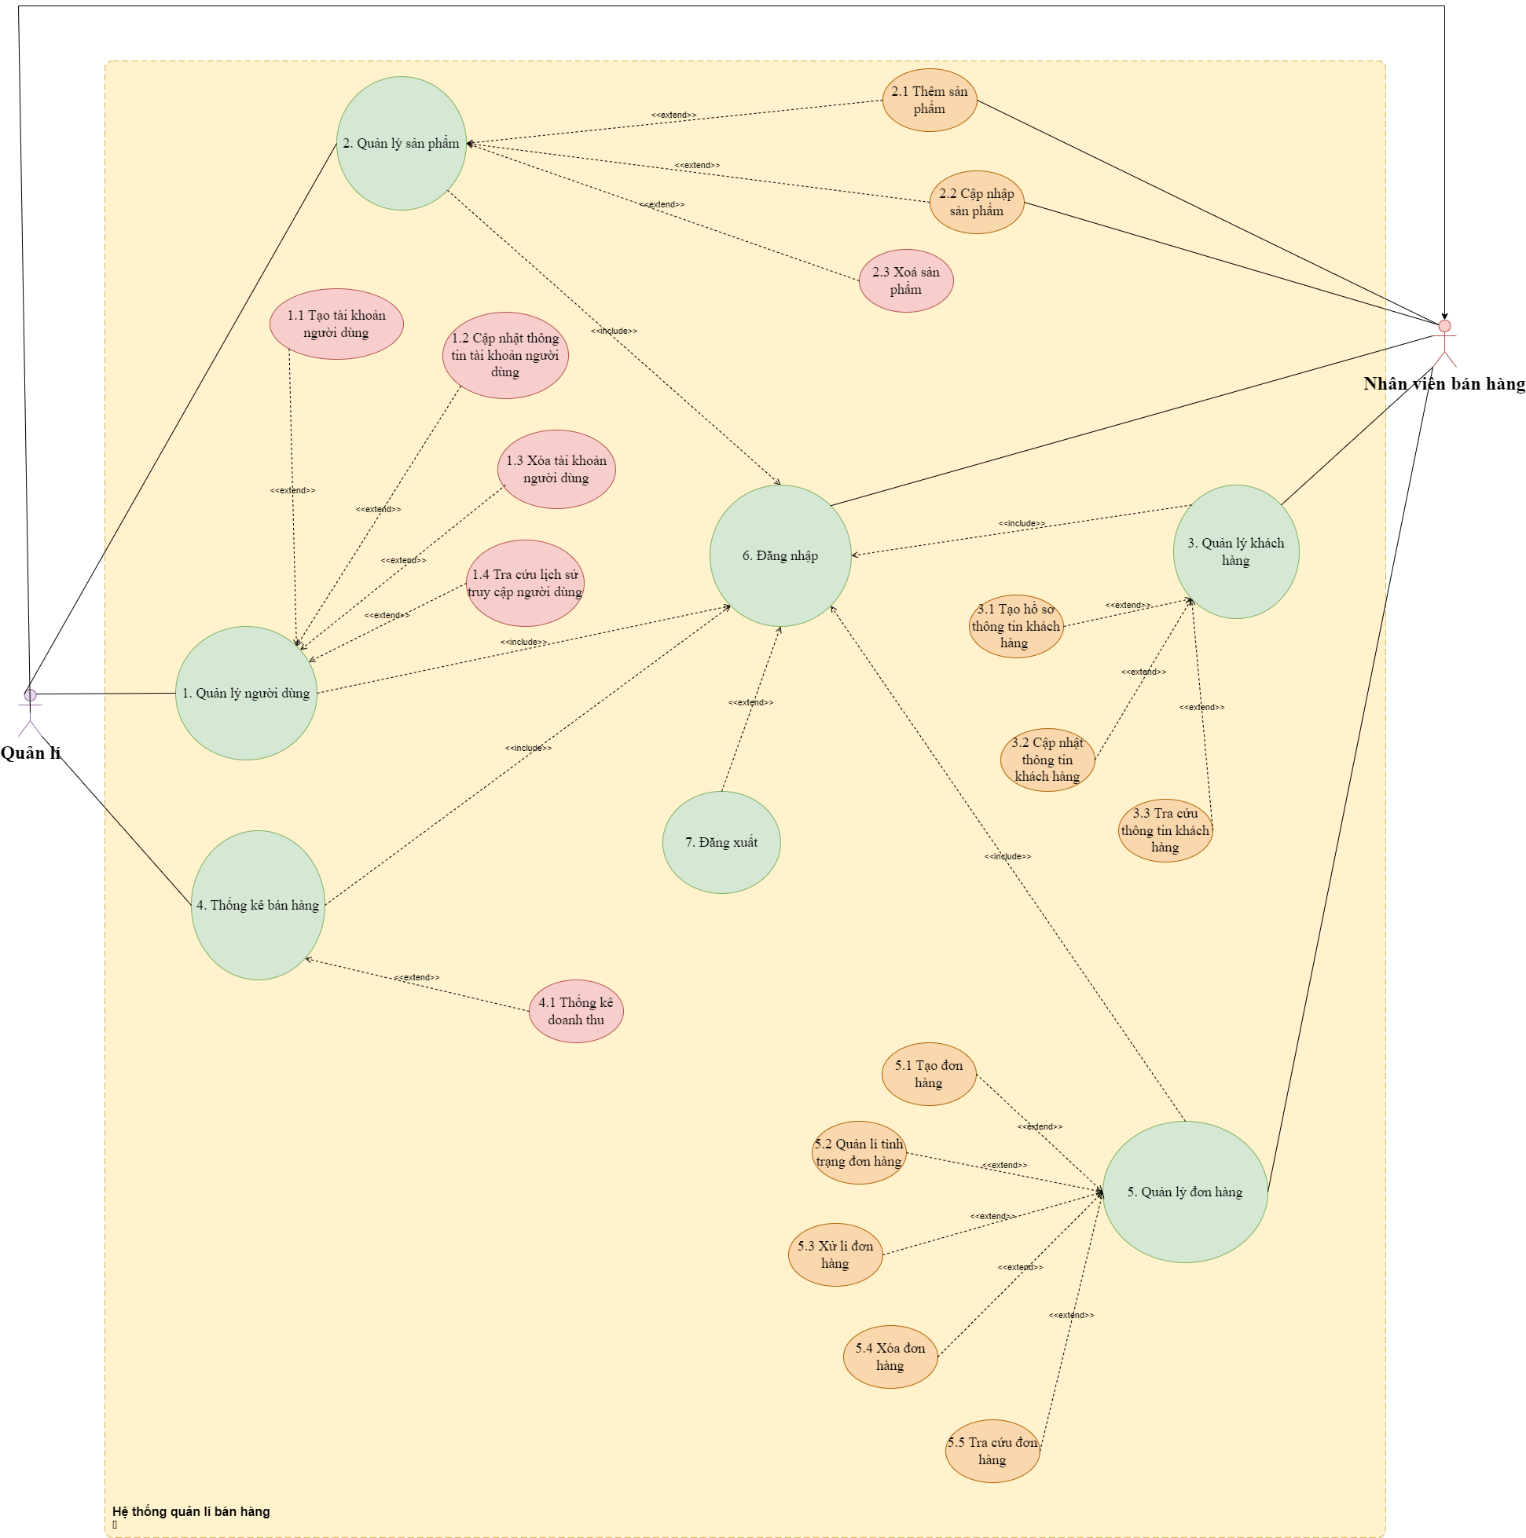 2.1 Thêm sản
phẩm
<<extend>>
2. Quản lý sản phẩm
<<extend>>
2.2 Cập nhập
sản phẩm
<<extend>>
2.3 Xoá sản
phẩm
1.1 Tạo tài khoản
người dùng
<<include>>
1.2 Cập nhật thông
tin tài khoản người
dùng
Nhân viên bán hàng
1.3 Xóa tài khoản
người dùng
<<extend>>
<<extend>>
<<include>>
3. Quản lý khách
hàng
6. Đăng nhập
<<extend>>
1.4 Tra cứu lịch sử
truy cập người dùng
<<extend>>
<<extend>>
3.1 Tạo hồ sơ
thông tin khách
hàng
<<include>>
<<extend>>
1. Quản lý người dùng
<<extend>>
<<extend>>
Quản lí
<<include>>
3.2 Cập nhật
thông tin
khách hàng
3.3 Tra cứu
thông tin khách
hàng
7. Đăng xuất
<<include>>
4. Thống kê bán hàng
<<extend>>
4.1 Thống kê
doanh thu
5.1 Tạo đơn
hàng
<<extend>>
5.2 Quản lí tình
trạng đơn hàng
<<extend>>
5. Quản lý đơn hàng
<<extend>>
5.3 Xử lí đơn
hàng
<<extend>>
<<extend>>
5.4 Xóa đơn
hàng
5.5 Tra cứu đơn
hàng
Hệ thống quản lí bán hàng
[]